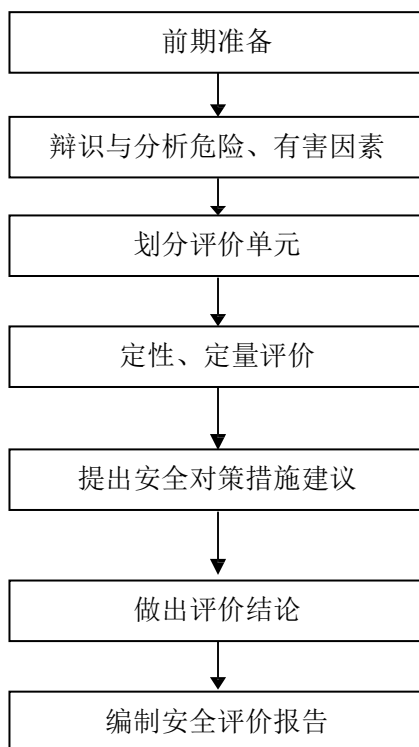 前期准备
辩识与分析危险、有害因素
划分评价单元
定性、定量评价
提出安全对策措施建议
做出评价结论
编制安全评价报告